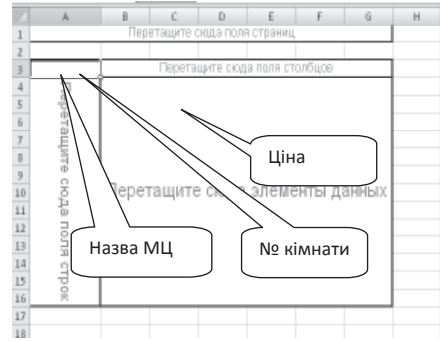 A B C D E F G H
1 Перетащите сюда поля страниц
2
3 Перетащите сюда поля столбцов
4
5
6
7
8
9
10 Перетащите сюда элементы данных
11
12
13
14
15
16
17
18
Перетащите сюда поля строк
Ціна
Назва МЦ
№ кімнати